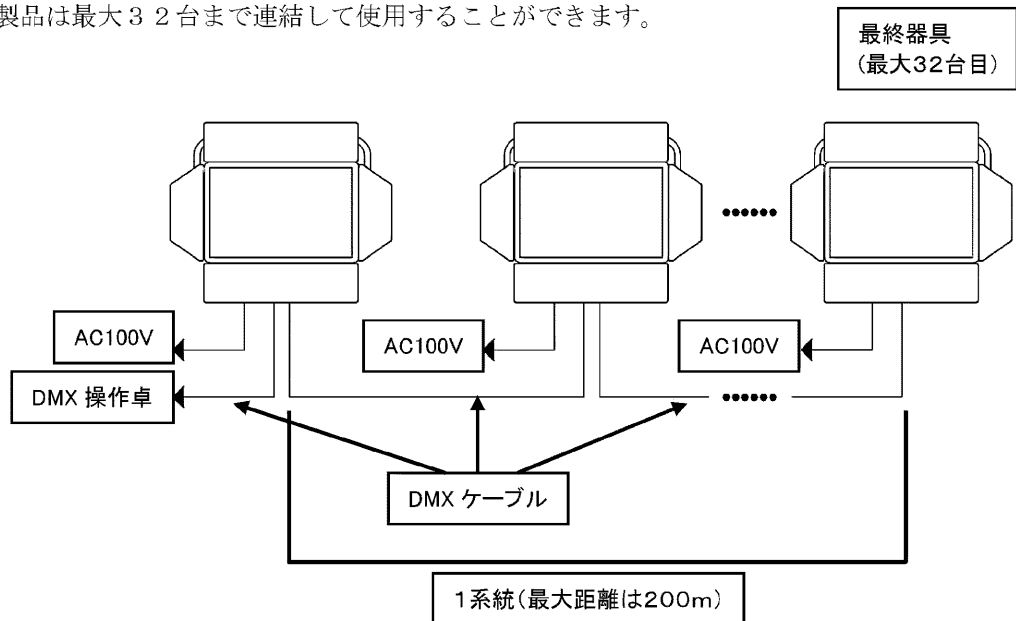 製品は最大３２台まで連結して使用することができます。
最終器具
(最大32台目)
AC100V
AC100V
AC100V
DMX 操作卓
DMX ケーブル
1系統(最大距離は200m)